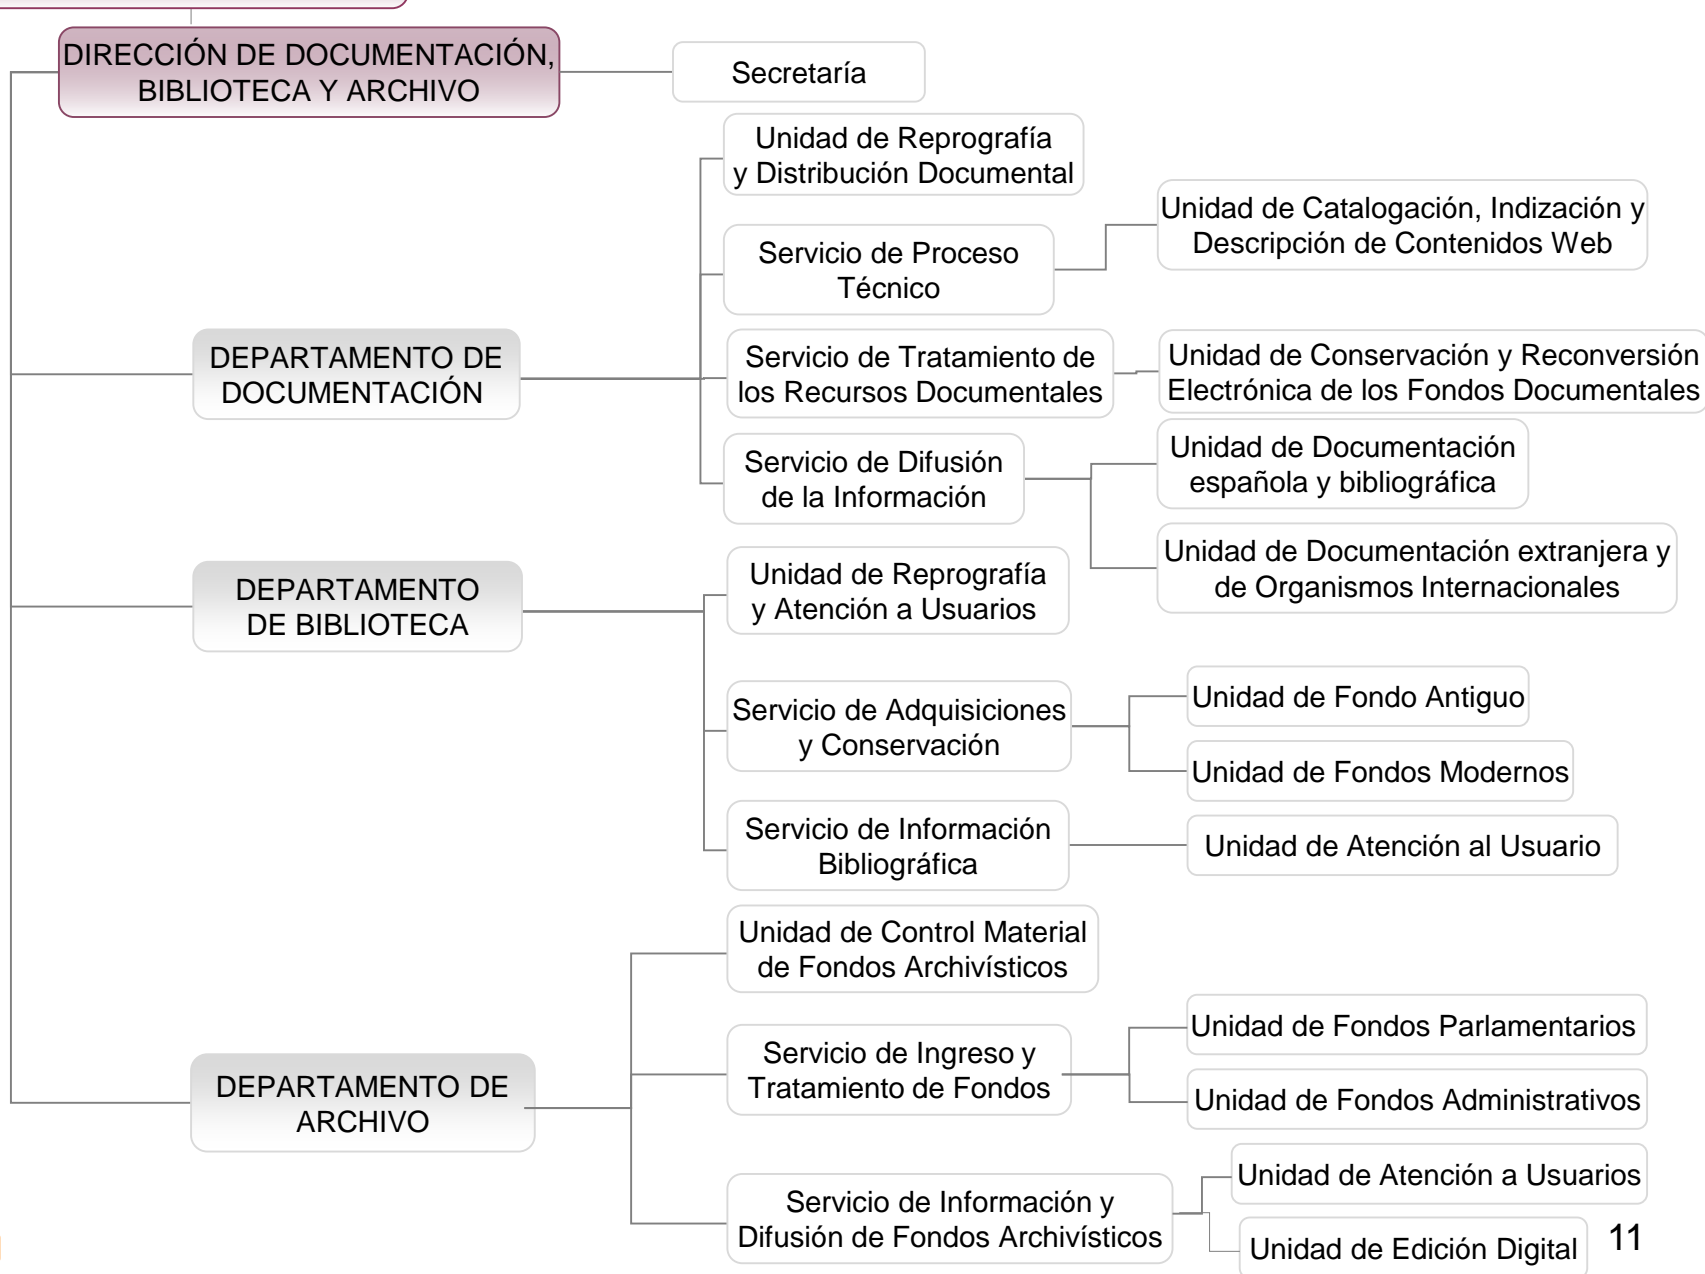 DIRECCIÓN DE DOCUMENTACIÓN,
BIBLIOTECA Y ARCHIVO
Secretaría
DEPARTAMENTO DE
DOCUMENTACIÓN
Unidad de Reprografía
y Distribución Documental
Servicio de Proceso
Técnico
Unidad de Catalogación, Indización y
Descripción de Contenidos Web
Servicio de Tratamiento de
los Recursos Documentales
Unidad de Conservación y Reconversión
Electrónica de los Fondos Documentales
Servicio de Difusión
de la Información
Unidad de Documentación
española y bibliográfica
Unidad de Documentación extranjera y
de Organismos Internacionales
DEPARTAMENTO
DE BIBLIOTECA
Unidad de Reprografía
y Atención a Usuarios
Servicio de Adquisiciones
y Conservación
Unidad de Fondo Antiguo
Unidad de Fondos Modernos
Servicio de Información
Bibliográfica
Unidad de Atención al Usuario
DEPARTAMENTO DE
ARCHIVO
Unidad de Control Material
de Fondos Archivísticos
Servicio de Ingreso y
Tratamiento de Fondos
Unidad de Fondos Parlamentarios
Unidad de Fondos Administrativos
Servicio de Información y
Difusión de Fondos Archivísticos
Unidad de Atención a Usuarios
Unidad de Edición Digital
11